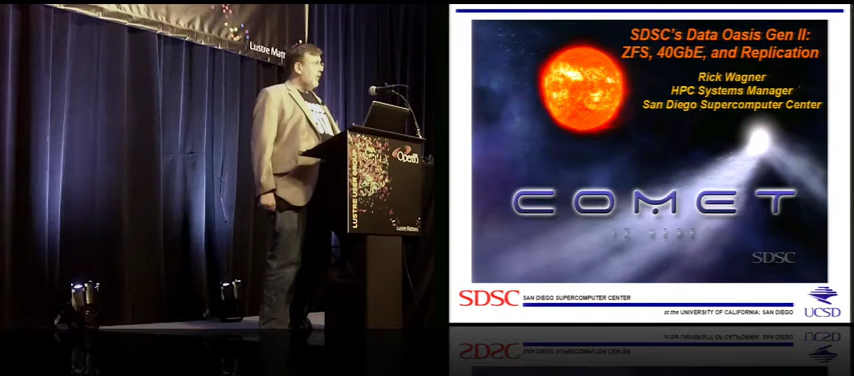 Lustre Matt
OpenS
LUSTRE USER GROUP
Lustre Matters
SDSC's Data Oasis Gen II:
ZFS, 40GbE, and Replication
Rick Wagner
HPC Systems Manager
San Diego Supercomputer Center
COMET
SDSC
SDSC SAN DIEGO SUPERCOMPUTER CENTER
at the UNIVERSITY OF CALIFORNIA; SAN DIEGO
UCSD